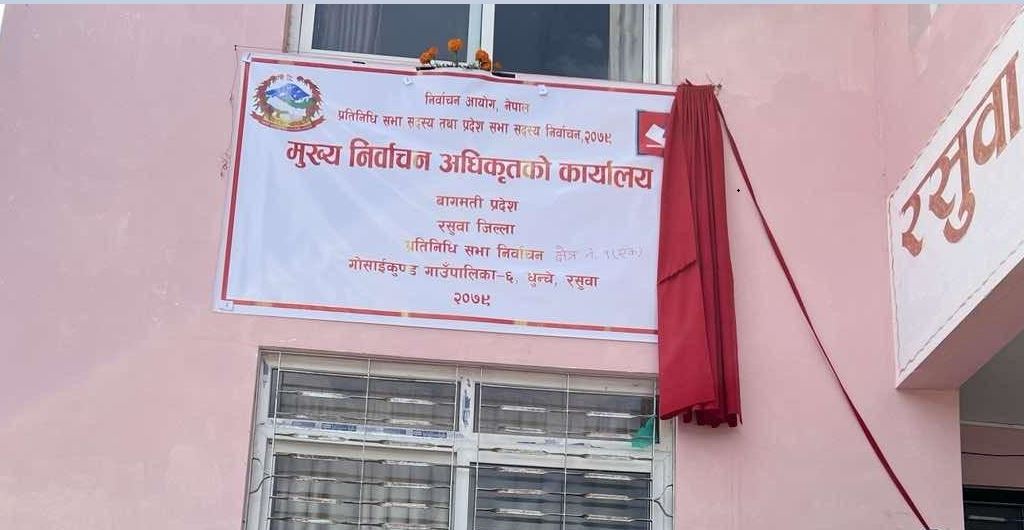 निर्वाचन आयोग, नेपाल
प्रतिनिधि सभा सदस्य तथा प्रदेश सभा सदस्य निर्वाचन,२०७९
मुख्य निर्वाचन अधिकृतको कार्यालय
बागमती प्रदेश
रसुवा जिल्ला
प्रतिनिधि सभा निर्वाचन क्षेत्र नं. १(एक)
गोसाईकुण्ड गाउँपालिका-६, धुन्चे, रसुवा
२०७९
रसुवा